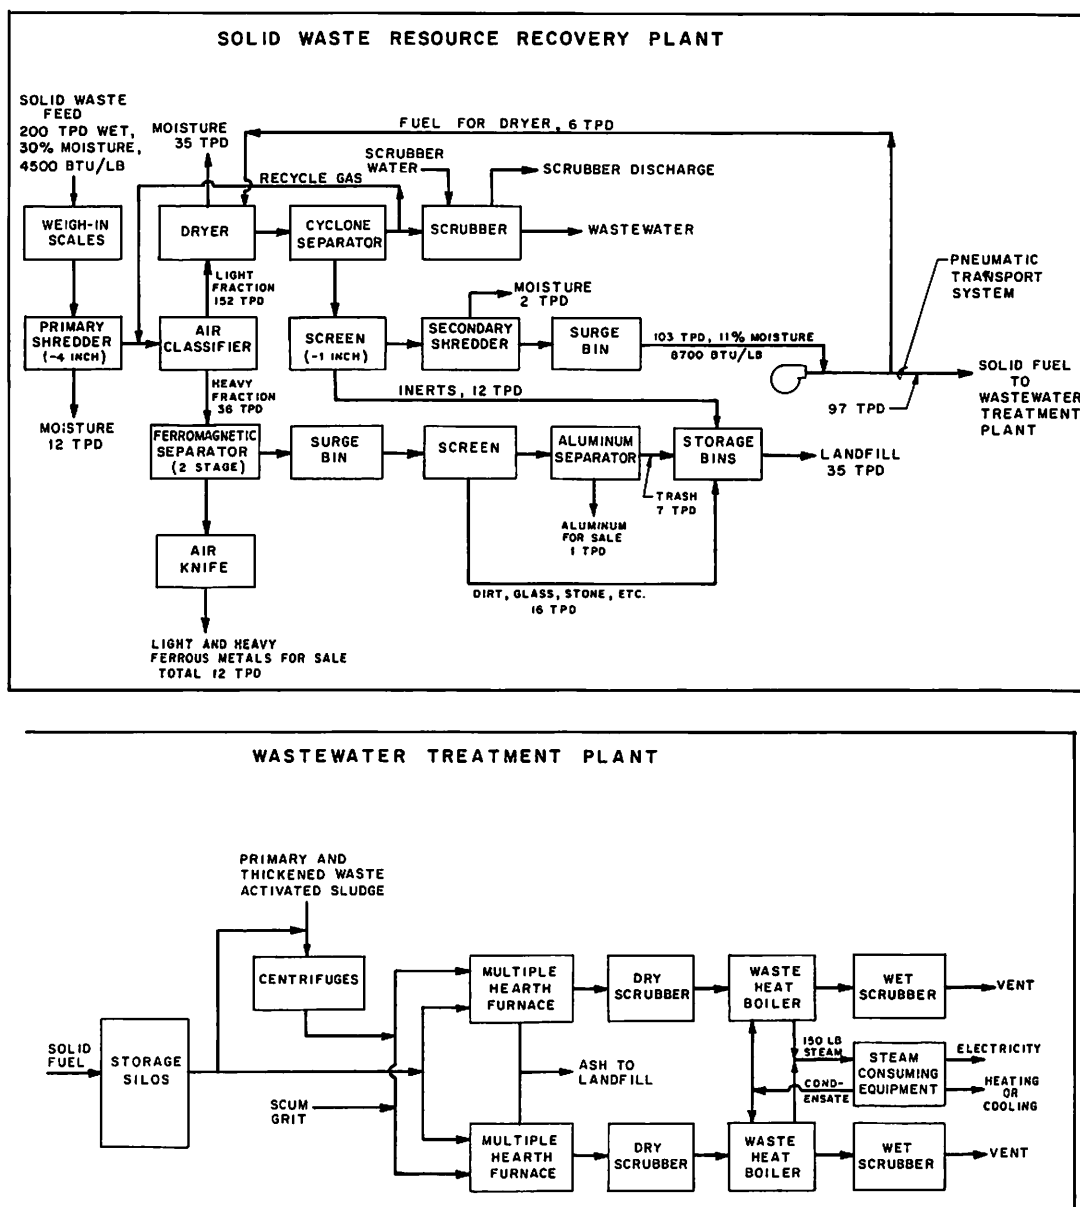 SOLID WASTE RESOURCE RECOVERY PLANT
SOLID WASTE
FEED
200 TPD WET,
30% MOISTURE,
4500 BTU/LB
MOISTURE
35 TPD
FUEL FOR DRYER, 6 TPD
SCRUBBER
WATER
SCRUBBER DISCHARGE
RECYCLE GAS
WEIGH-IN
SCALES
DRYER
CYCLONE
SEPARATOR
SCRUBBER
WASTEWATER
PNEUMATIC
TRANSPORT
SYSTEM
LIGHT
FRACTION
152 TPD
MOISTURE
2 TPD
PRIMARY
SHREDDER
(-4 INCH)
AIR
CLASSIFIER
SCREEN
(-1 INCH)
SECONDARY
SHREDDER
SURGE
BIN
103 TPD, 11% MOISTURE
6700 BTU/LB
SOLID FUEL
TO
WASTEWATER
TREATMENT
PLANT
97 TPD
HEAVY
FRACTION
36 TPD
INERTS, 12 TPD
MOISTURE
12 TPD
FERROMAGNETIC
SEPARATOR
(2 STAGE)
SURGE
BIN
SCREEN
ALUMINUM
SEPARATOR
STORAGE
BINS
LANDFILL
35 TPD
TRASH
7 TPD
ALUMINUM
FOR SALE
1 TPD
AIR
KNIFE
DIRT, GLASS, STONE, ETC.
16 TPD
LIGHT AND HEAVY
FERROUS METALS FOR SALE
TOTAL 12 TPD
WASTEWATER TREATMENT PLANT
PRIMARY AND
THICKENED WASTE
ACTIVATED SLUDGE
CENTRIFUGES
MULTIPLE
HEARTH
FURNACE
DRY
SCRUBBER
WASTE
HEAT
BOILER
WET
SCRUBBER
VENT
SOLID
FUEL
STORAGE
SILOS
ASH TO
LANDFILL
150 LB
STEAM
STEAM
CONSUMING
EQUIPMENT
ELECTRICITY
COND-
ENSATE
HEATING
OR
COOLING
SCUM
GRIT
MULTIPLE
HEARTH
FURNACE
DRY
SCRUBBER
WASTE
HEAT
BOILER
WET
SCRUBBER
VENT